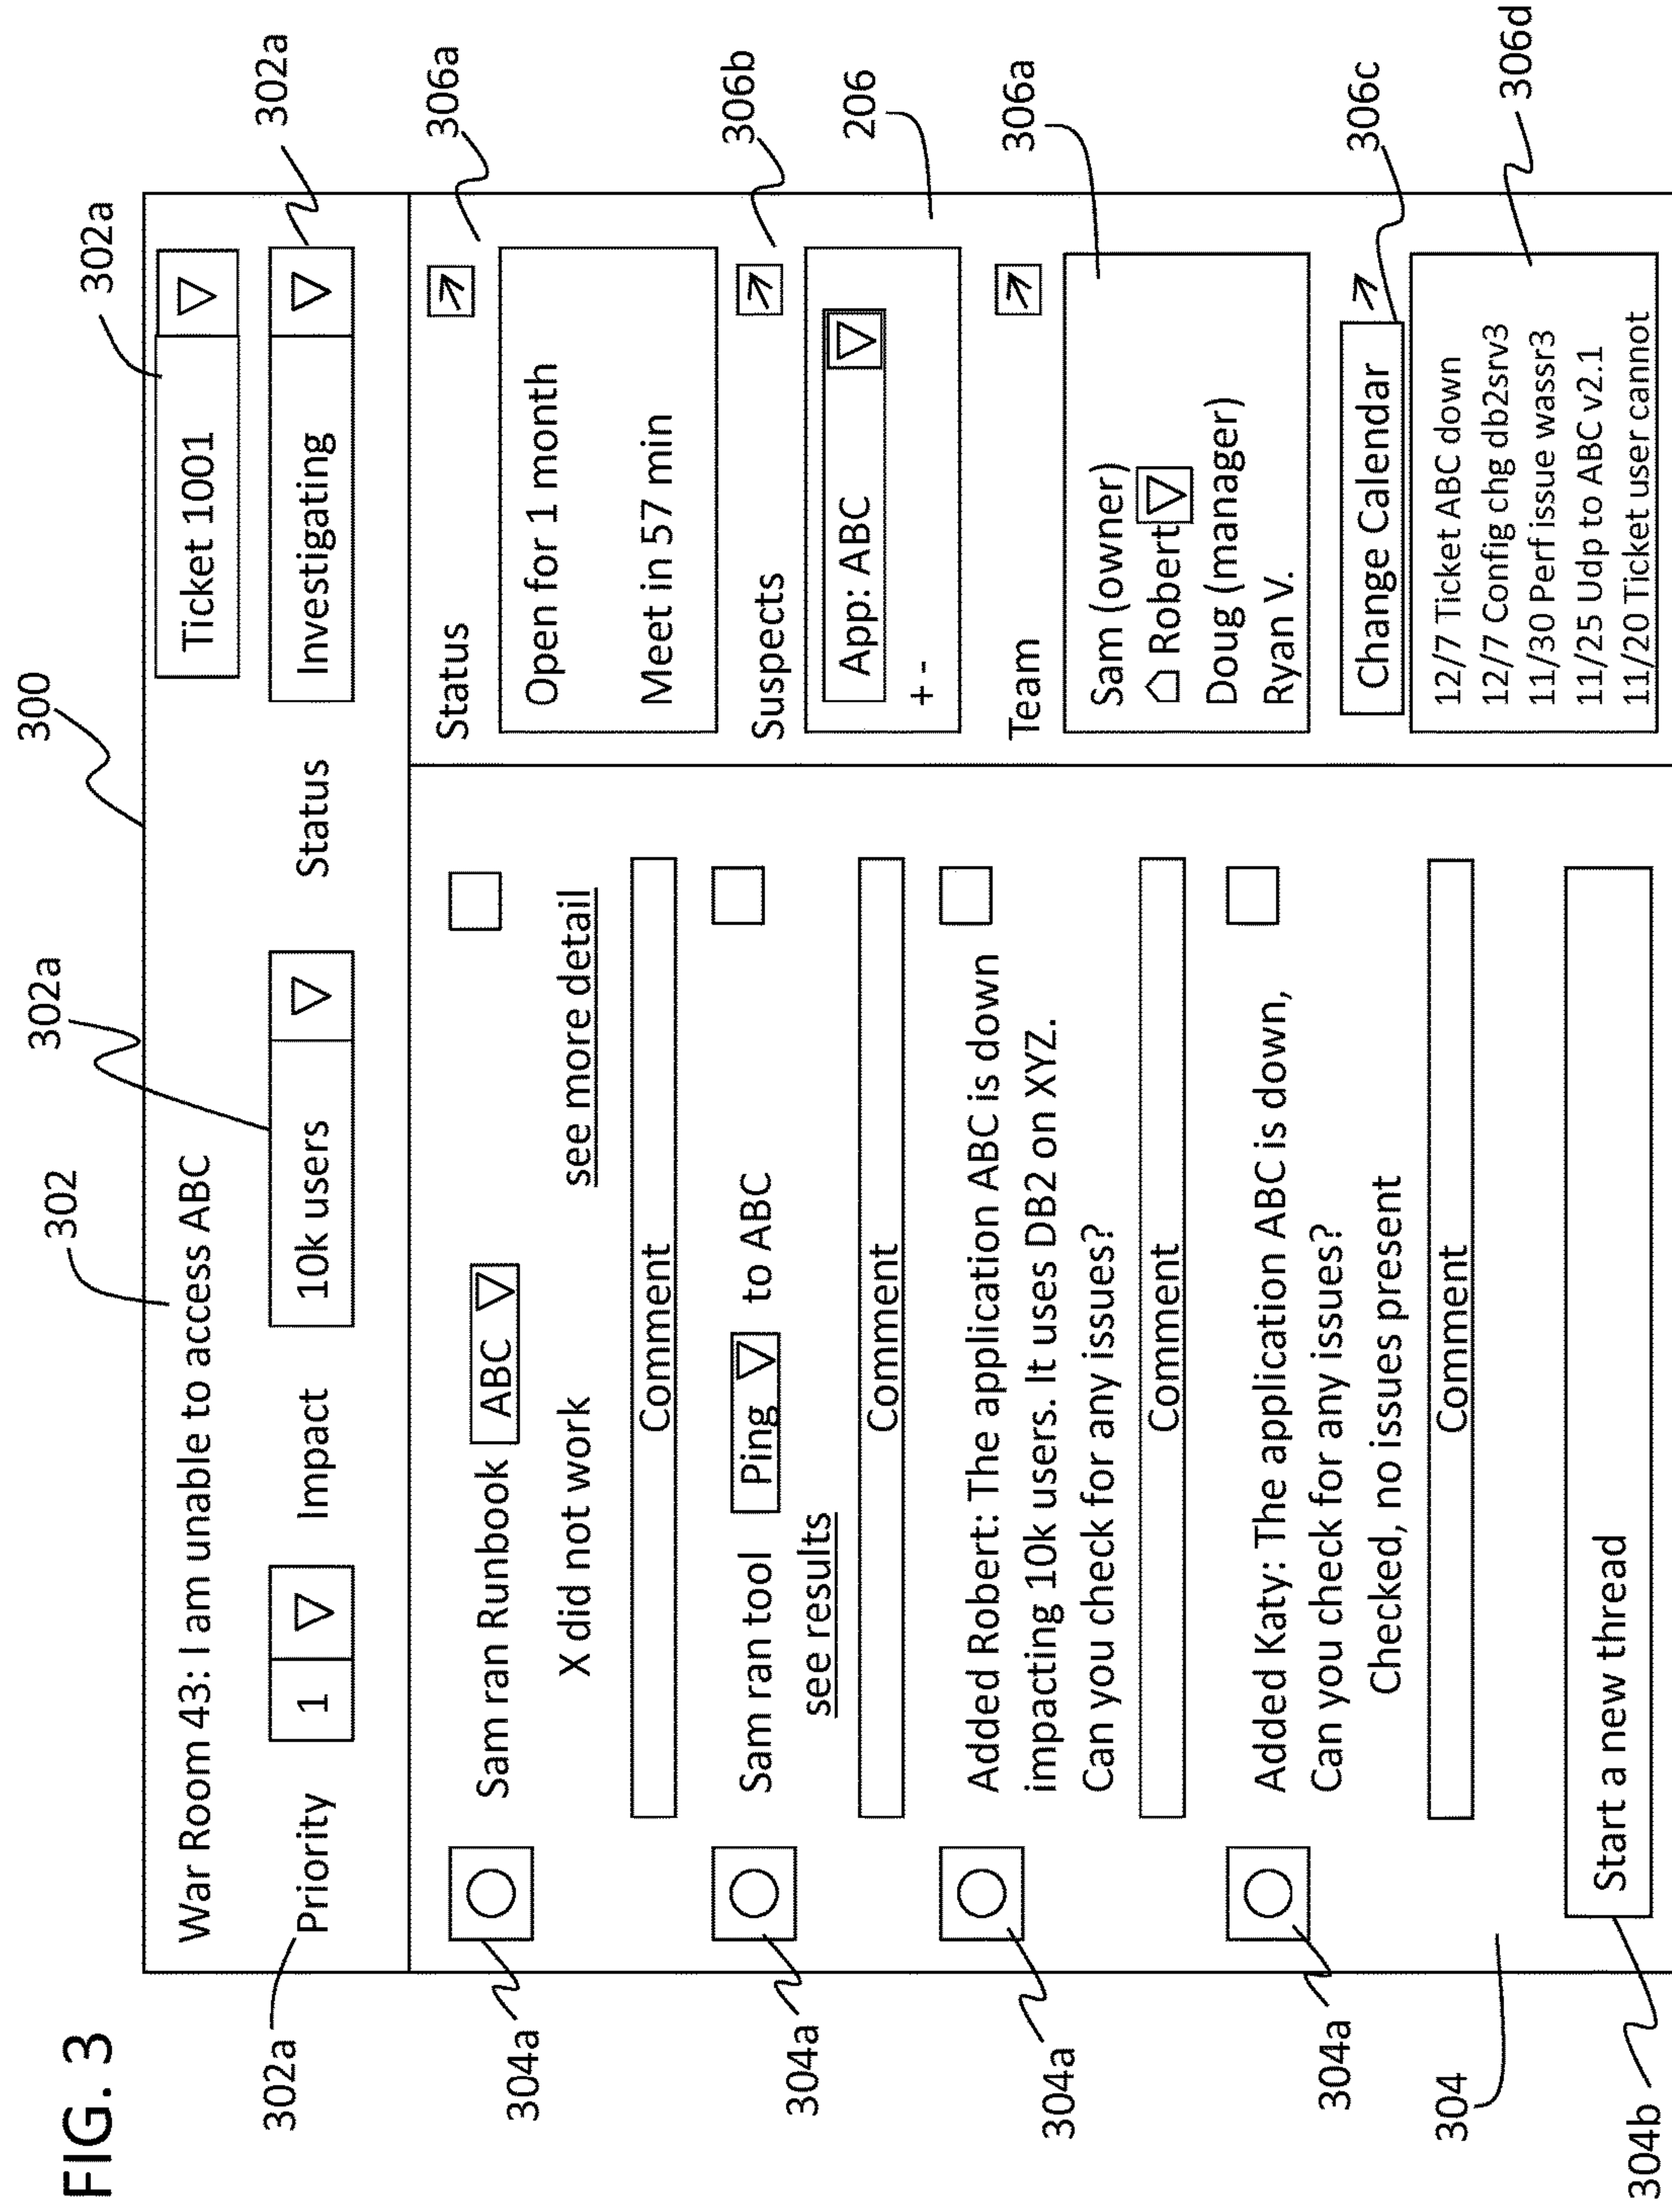 FIG. 3
300
302
302a
302a
302a
302a
War Room 43: I am unable to access ABC
Ticket 1001
Priority 1 Impact 10k users Status Investigating
304a
Sam ran Runbook ABC
X did not work see more detail
Comment
304a
Sam ran tool Ping to ABC
see results
Comment
304a
Added Robert: The application ABC is down
impacting 10k users. It uses DB2 on XYZ.
Can you check for any issues?
Comment
304a
Added Katy: The application ABC is down,
Can you check for any issues?
Checked, no issues present
Comment
304
304b
Start a new thread
Status
306a
Open for 1 month
Meet in 57 min
Suspects
306b
App: ABC
+ -
206
Team
306a
Sam (owner)
Robert
Doug (manager)
Ryan V.
306c
Change Calendar
306d
12/7 Ticket ABC down
12/7 Config chg db2srv3
11/30 Perf issue wassr3
11/25 Udp to ABC v2.1
11/20 Ticket user cannot